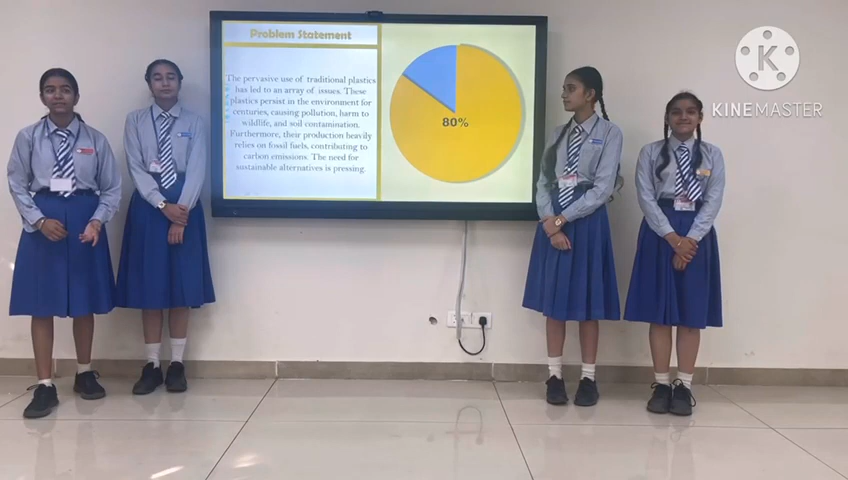 Problem Statement
The pervasive use of traditional plastics
has led to an array of issues. These
plastics persist in the environment for
centuries, causing pollution, harm to
wildlife, and soil contamination.
Furthermore, their production heavily
relies on fossil fuels, contributing to
carbon emissions. The need for
sustainable alternatives is pressing.
80%
K
KINEMASTER